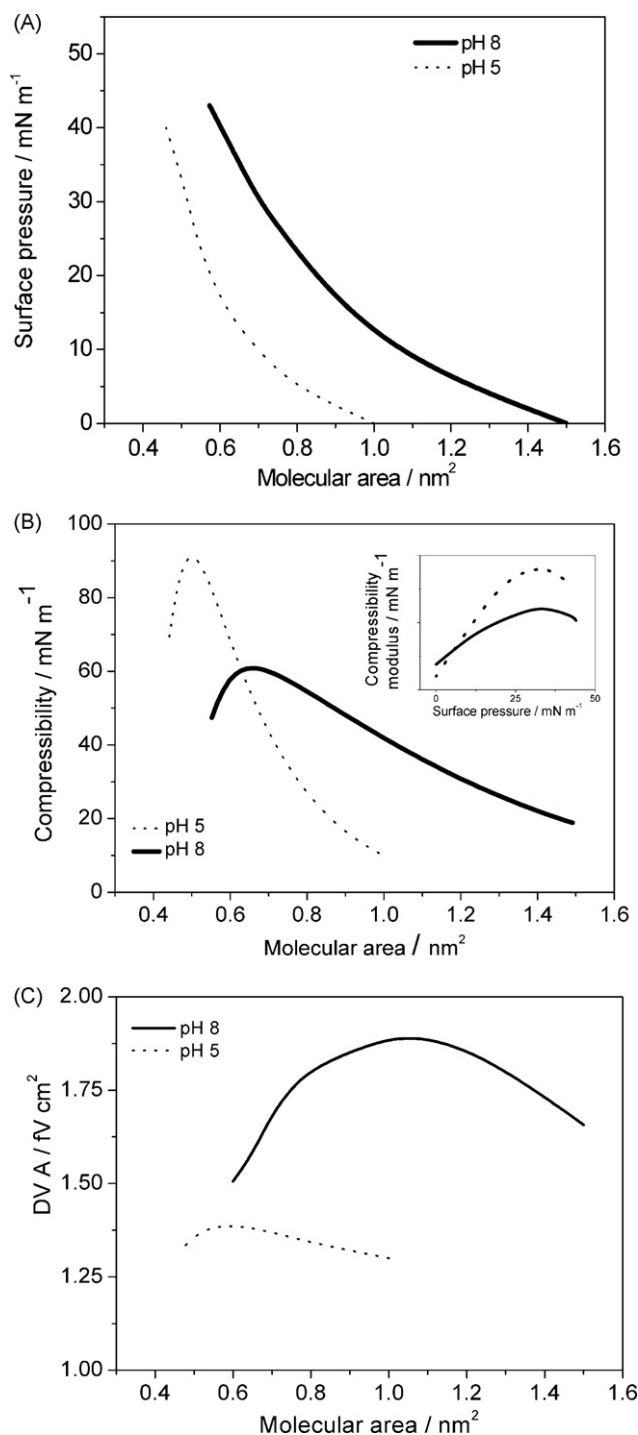 (A)
Surface pressure / mN m-1
50
40
30
20
10
0
pH 8
pH 5
0.4 0.6 0.8 1.0 1.2 1.4 1.6
Molecular area / nm2
(B)
Compressibility / mN m-1
100
80
60
40
20
0
Compressibility
modulus / mN m-1
0 25 50
Surface pressure / mN m-1
pH 5
pH 8
0.4 0.6 0.8 1.0 1.2 1.4 1.6
Molecular area / nm2
(C)
DV A / fV cm2
2.00
1.75
1.50
1.25
1.00
pH 8
pH 5
0.4 0.6 0.8 1.0 1.2 1.4 1.6
Molecular area / nm2